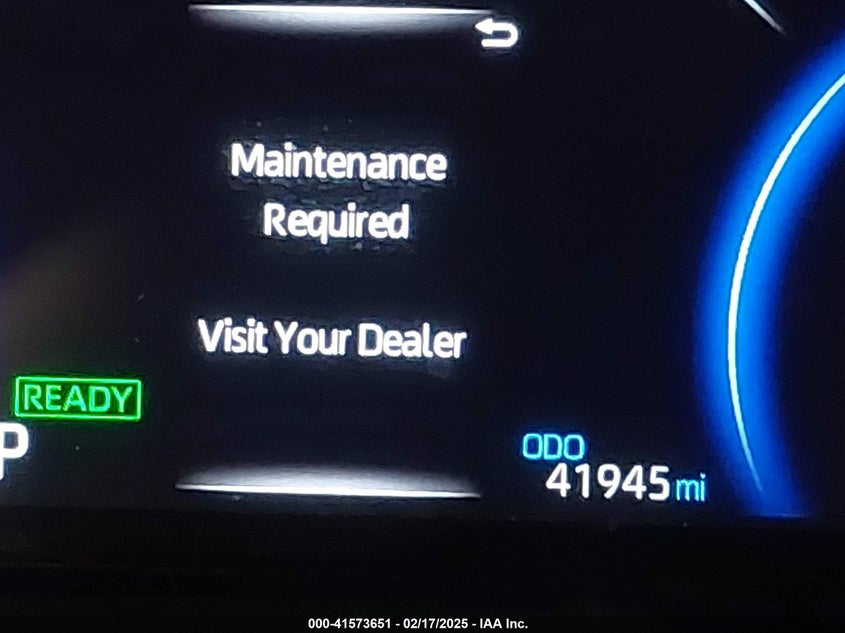 Maintenance
Required
Visit Your Dealer
READY
P
ODO
41945 mi
000-41573651 - 02/17/2025 - IAA Inc.